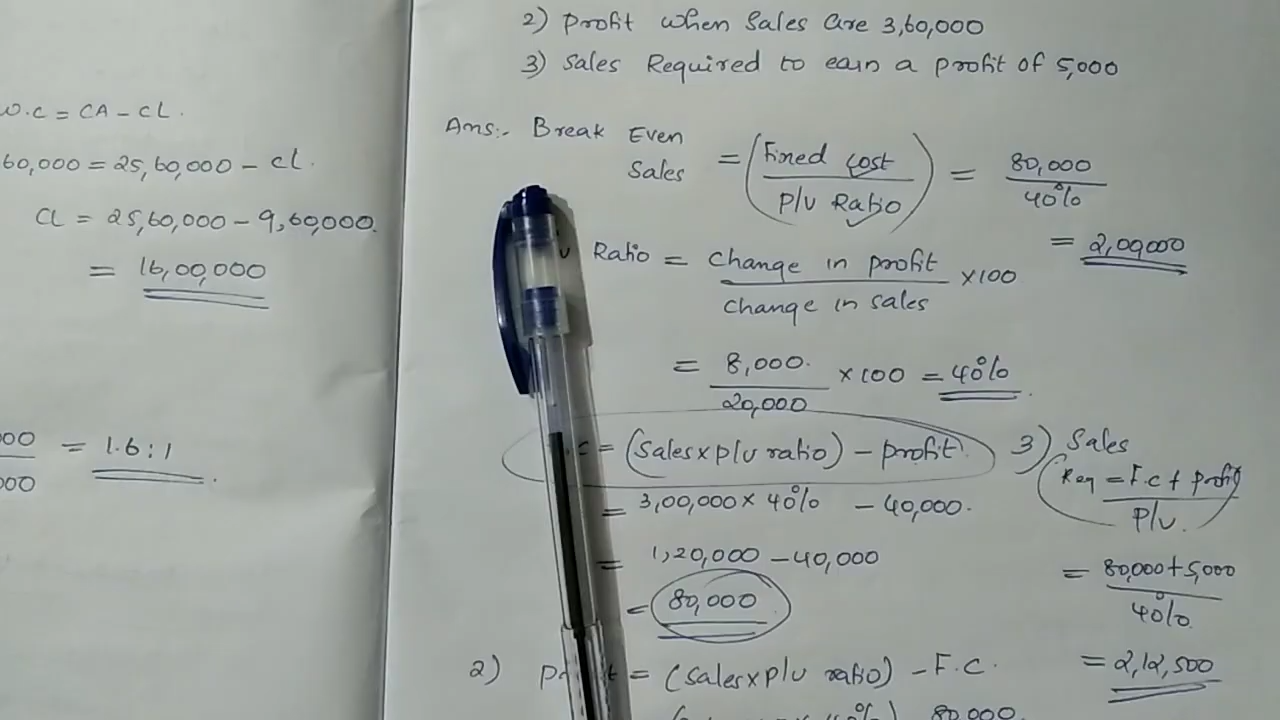 W.C = CA - CL.
60,000 = 25,60,000 - CL.
CL = 25,60,000 - 9,60,000.
= 16,00,000
000 / 000 = 1.6 : 1
2) Profit when Sales are 3,60,000
3) Sales Required to earn a profit of 5,000
Ans:- Break Even Sales = (Fixed Cost / P/V Ratio) = 80,000 / 40%
= 2,00,000
V Ratio = Change in profit / Change in sales × 100
= 8,000. / 20,000 × 100 = 40%.
C = (Sales × P/V ratio) - Profit.
= 3,00,000 × 40% - 40,000.
= 1,20,000 - 40,000
= 80,000
2) = (Sales × P/V ratio) - F.C.
80,000.
3) Sales
Req = F.C + Profit / P/V.
= 80,000 + 5,000 / 40%.
= 2,12,500